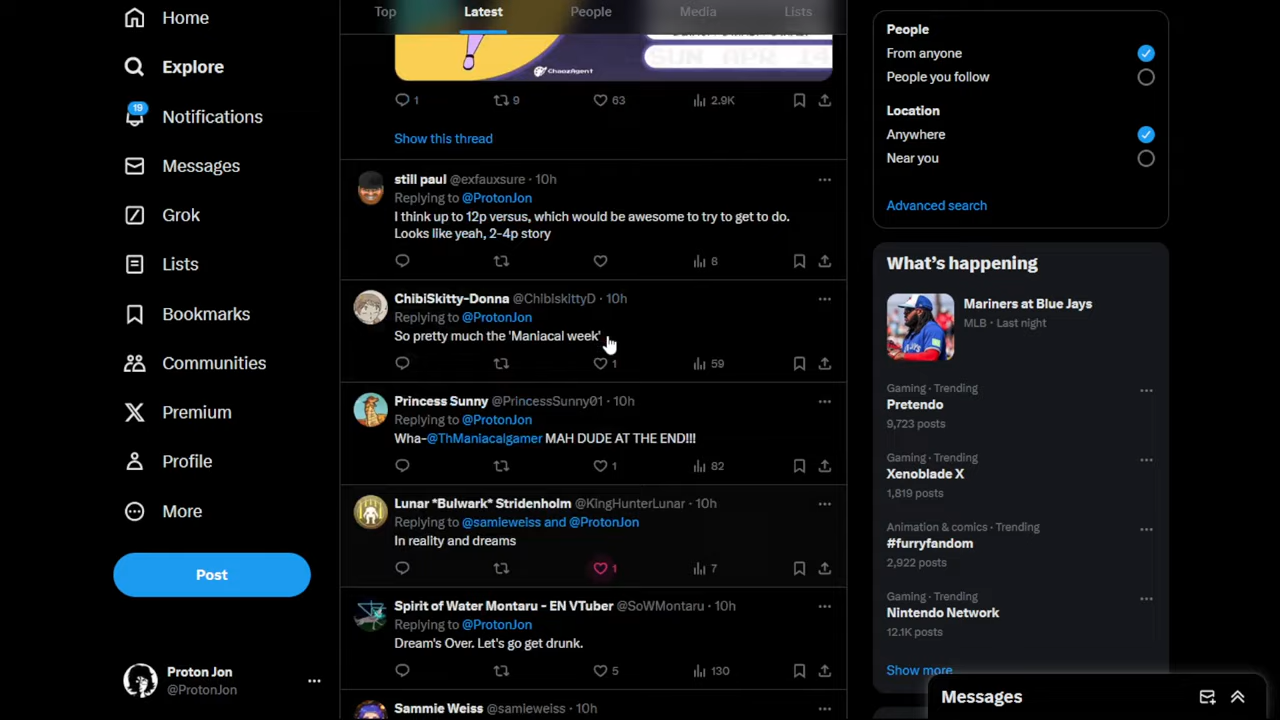 Home
Explore
19
Notifications
Messages
Grok
Lists
Bookmarks
Communities
Premium
Profile
More
Post
Proton Jon
@ProtonJon
Top
Latest
People
Media
Lists
ChaozAgent
SUN APR 14
1
9
63
2.9K
Show this thread
still paul @exfauxsure · 10h
Replying to @ProtonJon
I think up to 12p versus, which would be awesome to try to get to do.
Looks like yeah, 2-4p story
8
ChibiSkitty-Donna @ChibiskittyD · 10h
Replying to @ProtonJon
So pretty much the 'Maniacal week'
1
59
Princess Sunny @PrincessSunny01 · 10h
Replying to @ProtonJon
Wha-@ThManiacalgamer MAH DUDE AT THE END!!!
1
82
Lunar *Bulwark* Stridenholm @KingHunterLunar · 10h
Replying to @samleweiss and @ProtonJon
In reality and dreams
1
7
Spirit of Water Montaru - EN VTuber @SoWMontaru · 10h
Replying to @ProtonJon
Dream's Over. Let's go get drunk.
5
130
Sammie Weiss @samleweiss · 10h
People
From anyone
People you follow
Location
Anywhere
Near you
Advanced search
What's happening
Mariners at Blue Jays
MLB · Last night
Gaming · Trending
Pretendo
9,723 posts
Gaming · Trending
Xenoblade X
1,819 posts
Animation & comics · Trending
#furryfandom
2,922 posts
Gaming · Trending
Nintendo Network
12.1K posts
Show more
Messages